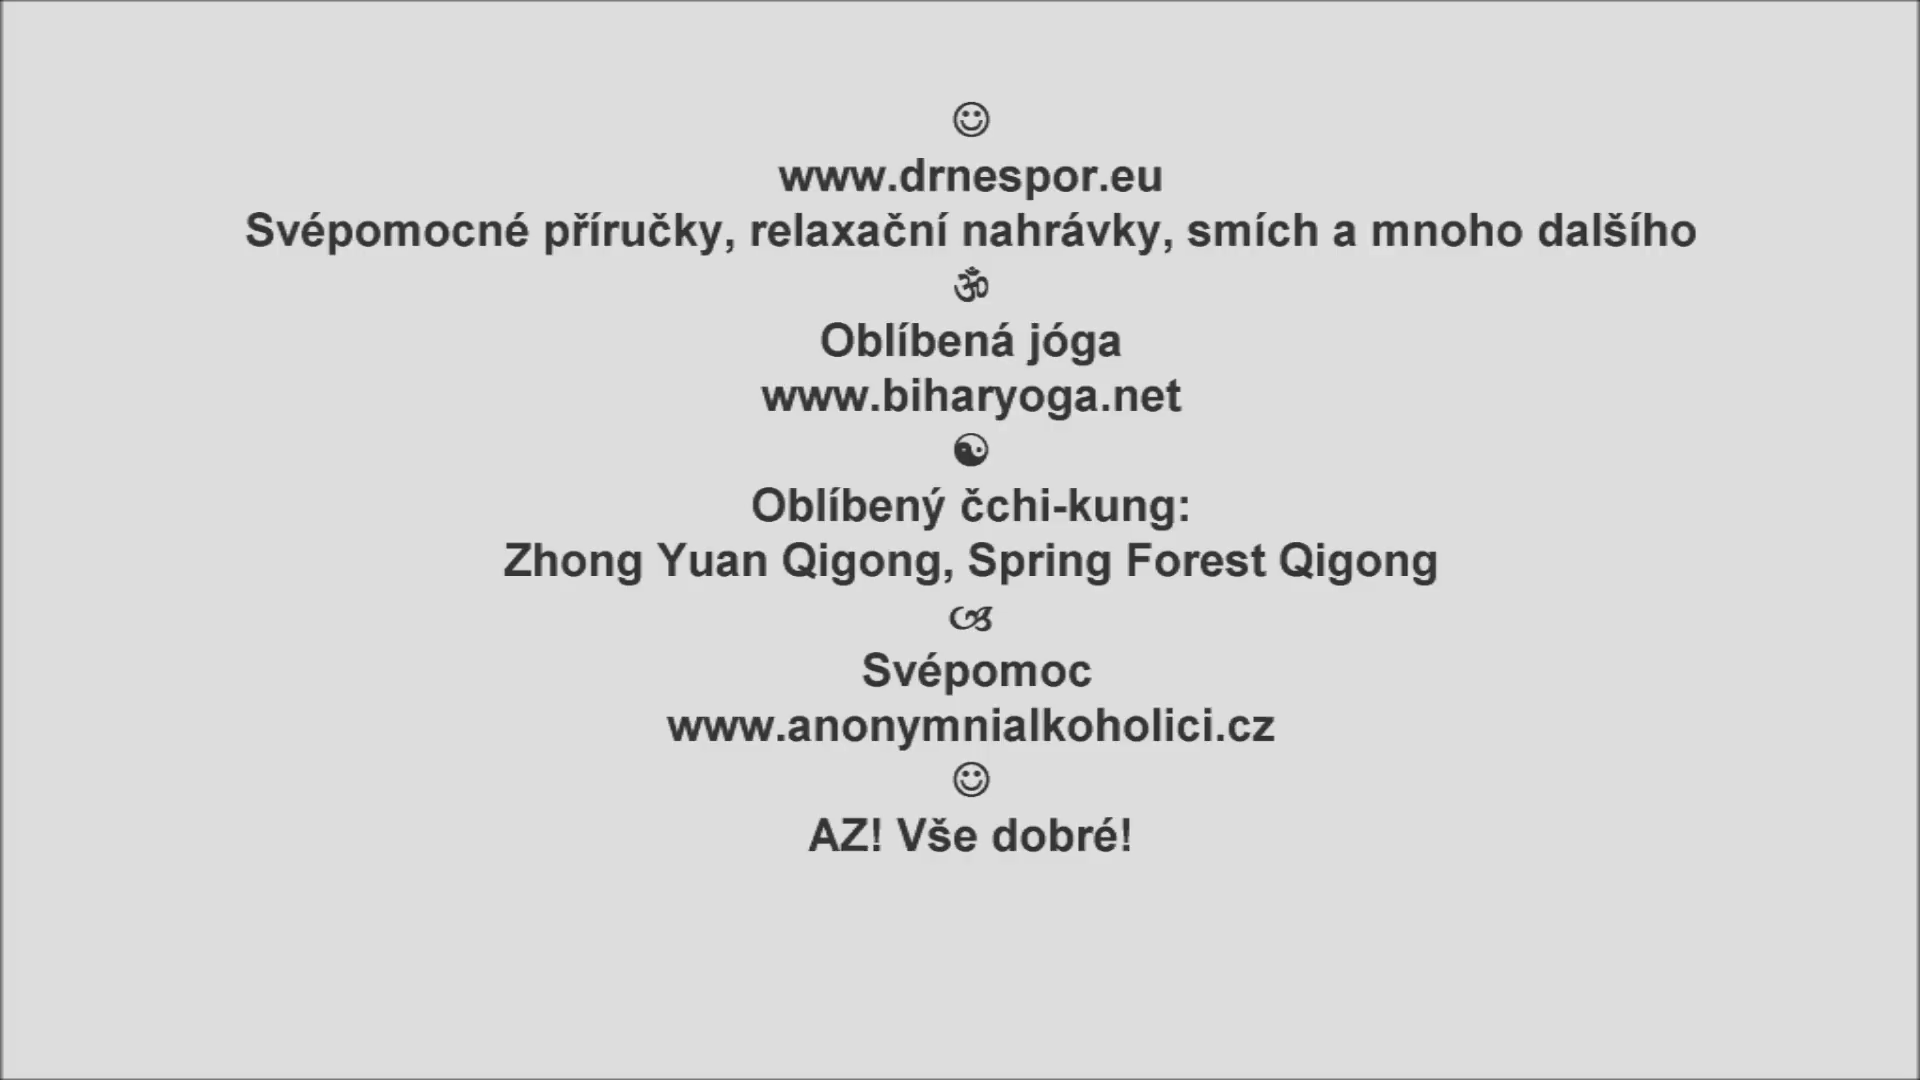 ☺
www.drnespor.eu
Svépomocné příručky, relaxační nahrávky, smích a mnoho dalšího
ॐ
Oblíbená jóga
www.biharyoga.net
☯
Oblíbený čchi-kung:
Zhong Yuan Qigong, Spring Forest Qigong
🙧
Svépomoc
www.anonymnialkoholici.cz
☺
AZ! Vše dobré!